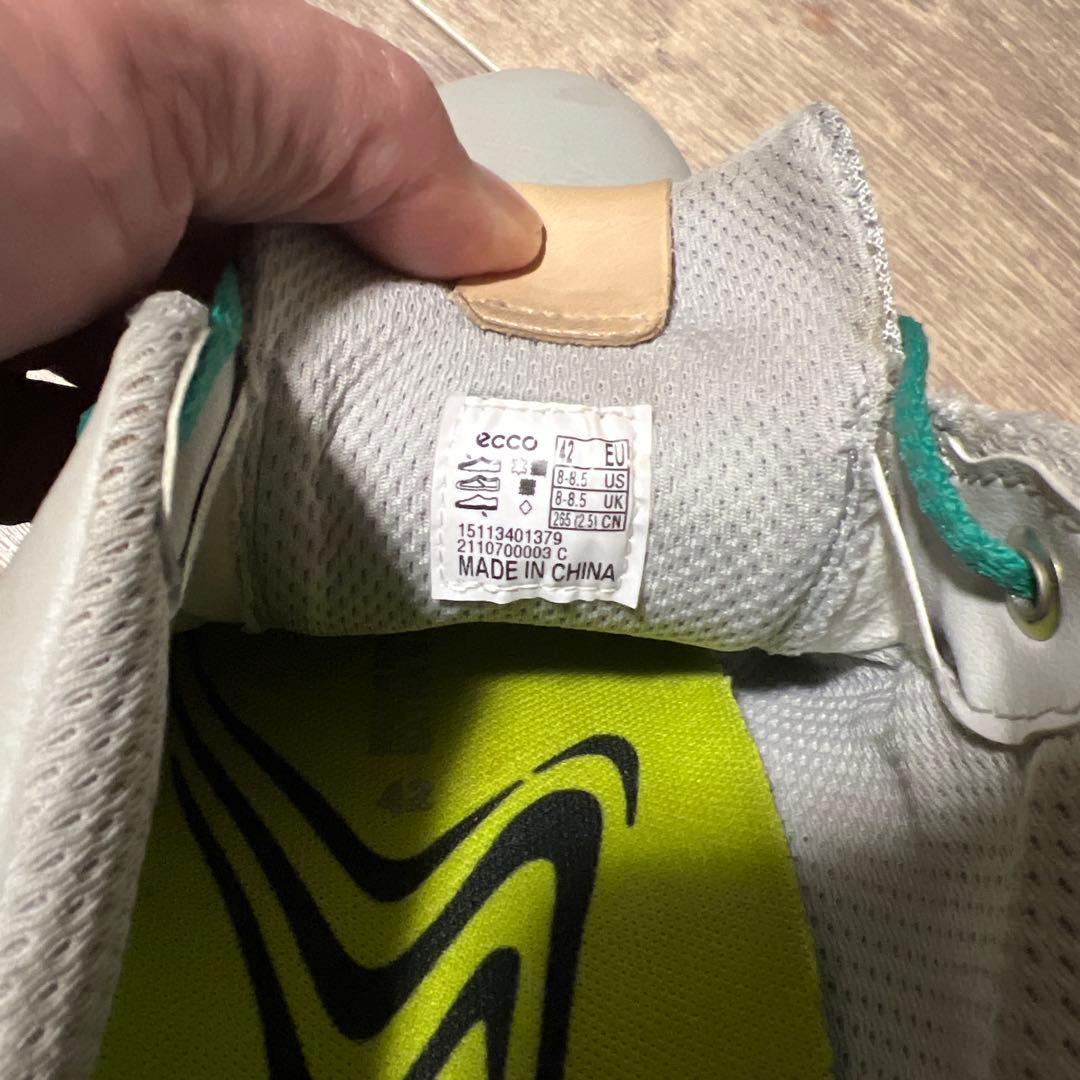 ecco
42 EU
8-8.5 US
8-8.5 UK
265 (2.5) CN
15113401379
2110700003 C
MADE IN CHINA
42